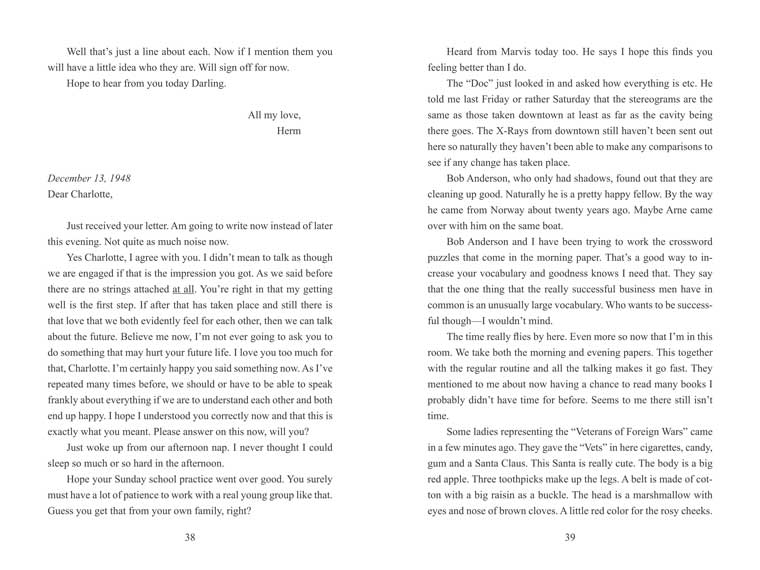 Well that's just a line about each. Now if I mention them you
will have a little idea who they are. Will sign off for now.
Hope to hear from you today Darling.
All my love,
Herm
December 13, 1948
Dear Charlotte,
Just received your letter. Am going to write now instead of later
this evening. Not quite as much noise now.
Yes Charlotte, I agree with you. I didn't mean to talk as though
we are engaged if that is the impression you got. As we said before
there are no strings attached at all. You're right in that my getting
well is the first step. If after that has taken place and still there is
that love that we both evidently feel for each other, then we can talk
about the future. Believe me now, I'm not ever going to ask you to
do something that may hurt your future life. I love you too much for
that, Charlotte. I'm certainly happy you said something now. As I've
repeated many times before, we should or have to be able to speak
frankly about everything if we are to understand each other and both
end up happy. I hope I understood you correctly now and that this is
exactly what you meant. Please answer on this now, will you?
Just woke up from our afternoon nap. I never thought I could
sleep so much or so hard in the afternoon.
Hope your Sunday school practice went over good. You surely
must have a lot of patience to work with a real young group like that.
Guess you get that from your own family, right?
38
Heard from Marvis today too. He says I hope this finds you
feeling better than I do.
The “Doc” just looked in and asked how everything is etc. He
told me last Friday or rather Saturday that the stereograms are the
same as those taken downtown at least as far as the cavity being
there goes. The X-Rays from downtown still haven't been sent out
here so naturally they haven't been able to make any comparisons to
see if any change has taken place.
Bob Anderson, who only had shadows, found out that they are
cleaning up good. Naturally he is a pretty happy fellow. By the way
he came from Norway about twenty years ago. Maybe Arne came
over with him on the same boat.
Bob Anderson and I have been trying to work the crossword
puzzles that come in the morning paper. That's a good way to in-
crease your vocabulary and goodness knows I need that. They say
that the one thing that the really successful business men have in
common is an unusually large vocabulary. Who wants to be success-
ful though—I wouldn't mind.
The time really flies by here. Even more so now that I'm in this
room. We take both the morning and evening papers. This together
with the regular routine and all the talking makes it go fast. They
mentioned to me about now having a chance to read many books I
probably didn't have time for before. Seems to me there still isn't
time.
Some ladies representing the “Veterans of Foreign Wars” came
in a few minutes ago. They gave the “Vets” in here cigarettes, candy,
gum and a Santa Claus. This Santa is really cute. The body is a big
red apple. Three toothpicks make up the legs. A belt is made of cot-
ton with a big raisin as a buckle. The head is a marshmallow with
eyes and nose of brown cloves. A little red color for the rosy cheeks.
39